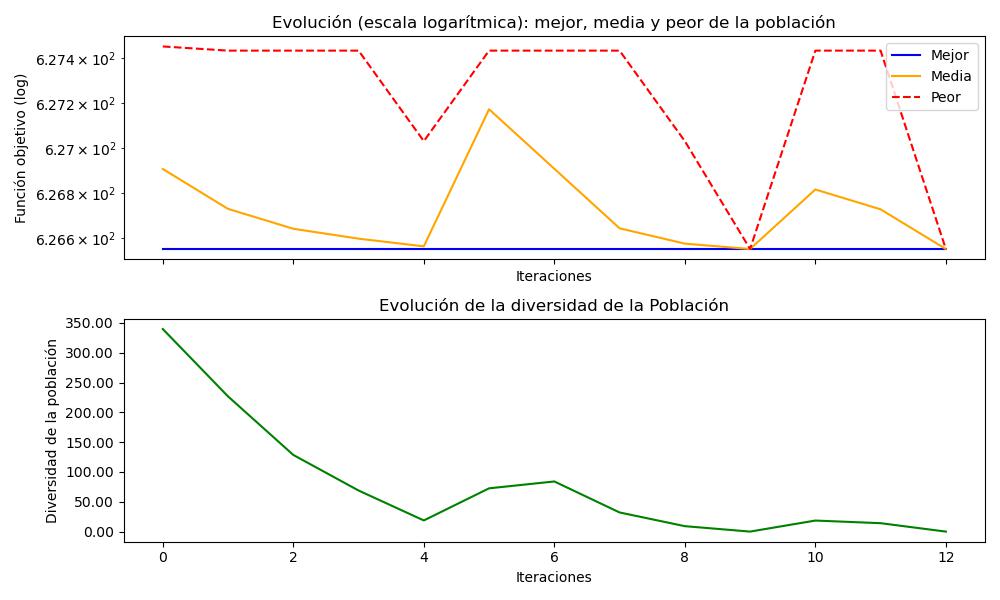 Evolución (escala logarítmica): mejor, media y peor de la población
Función objetivo (log)
6.274 × 10²
6.272 × 10²
6.27 × 10²
6.268 × 10²
6.266 × 10²
Mejor
Media
Peor
Iteraciones
Evolución de la diversidad de la Población
Diversidad de la población
350.00
300.00
250.00
200.00
150.00
100.00
50.00
0.00
0 2 4 6 8 10 12
Iteraciones